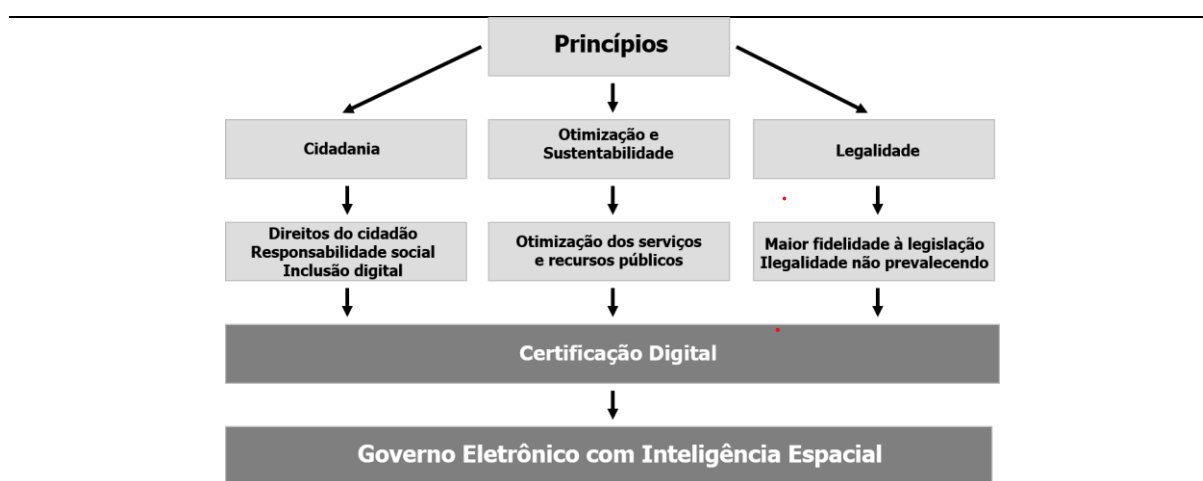 Princípios
Cidadania
Otimização e
Sustentabilidade
Legalidade
Direitos do cidadão
Responsabilidade social
Inclusão digital
Otimização dos serviços
e recursos públicos
Maior fidelidade à legislação
Ilegalidade não prevalecendo
Certificação Digital
Governo Eletrônico com Inteligência Espacial